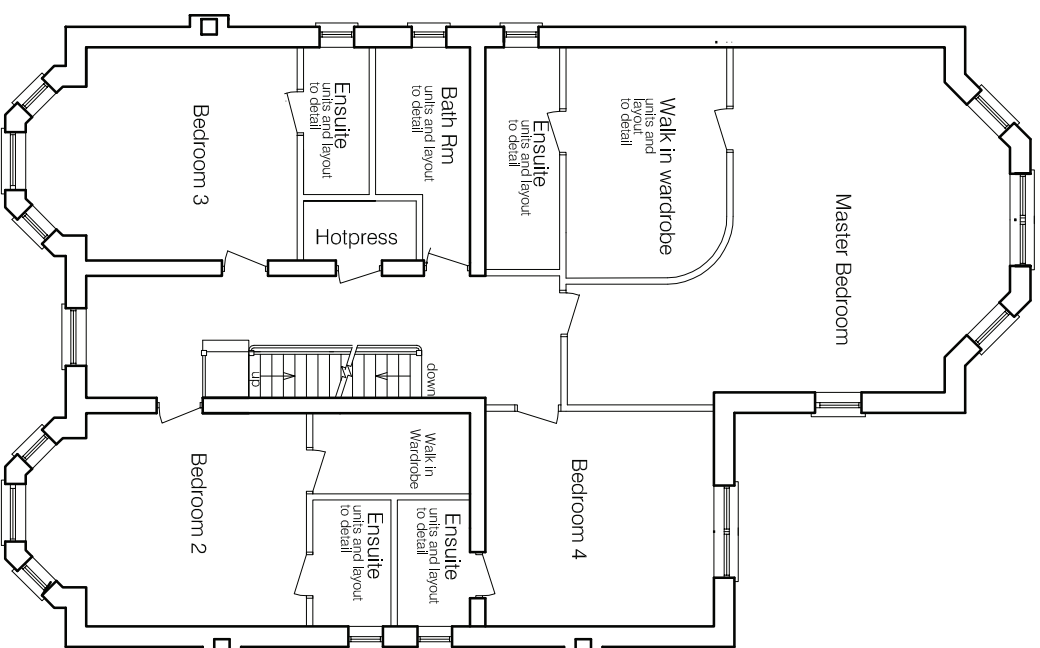 Bedroom 3
Ensuite
units and layout
to detail
Bath Rm
units and layout
to detail
Ensuite
units and layout
to detail
Walk in wardrobe
units and
layout
to detail
Master Bedroom
Hotpress
up
down
Bedroom 2
Walk in
Wardrobe
Ensuite
units and layout
to detail
Ensuite
units and layout
to detail
Bedroom 4